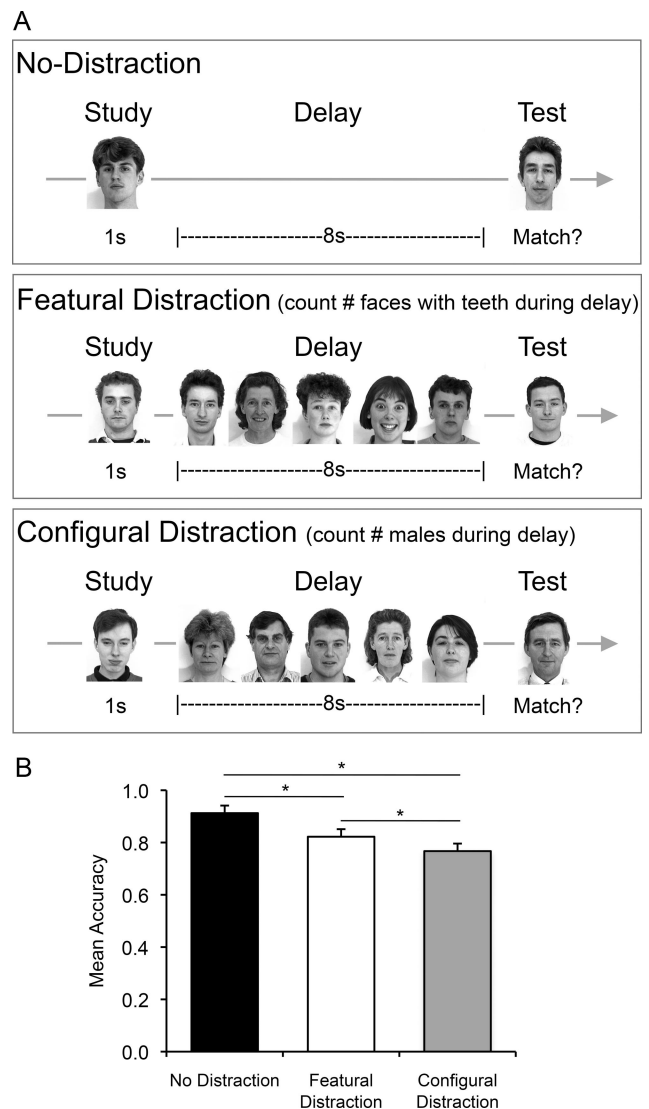 A
No-Distraction
Study Delay Test
1s |---------------------8s--------------------| Match?
Featural Distraction (count # faces with teeth during delay)
Study Delay Test
1s |---------------------8s--------------------| Match?
Configural Distraction (count # males during delay)
Study Delay Test
1s |---------------------8s--------------------| Match?
B
*
*
*
1.0
0.8
0.6
0.4
0.2
0.0
Mean Accuracy
No Distraction
Featural
Distraction
Configural
Distraction